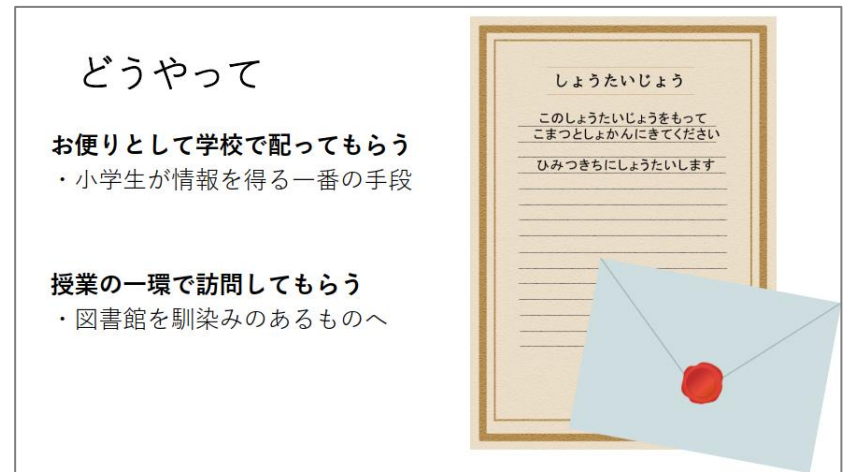 どうやって
お便りとして学校で配ってもらう
・小学生が情報を得る一番の手段
授業の一環で訪問してもらう
・図書館を馴染みのあるものへ
しょうたいじょう
このしょうたいじょうをもって
こまつとしょかんにきてください
ひみつきちにしょうたいします